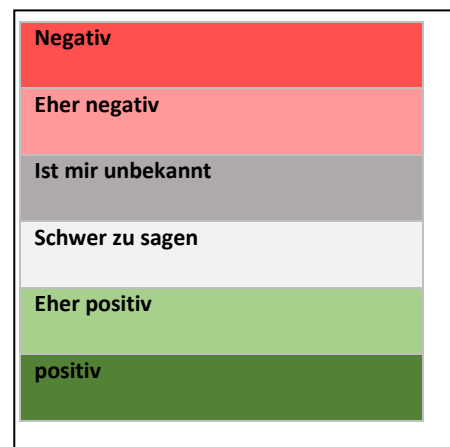 Negativ
Eher negativ
Ist mir unbekannt
Schwer zu sagen
Eher positiv
positiv